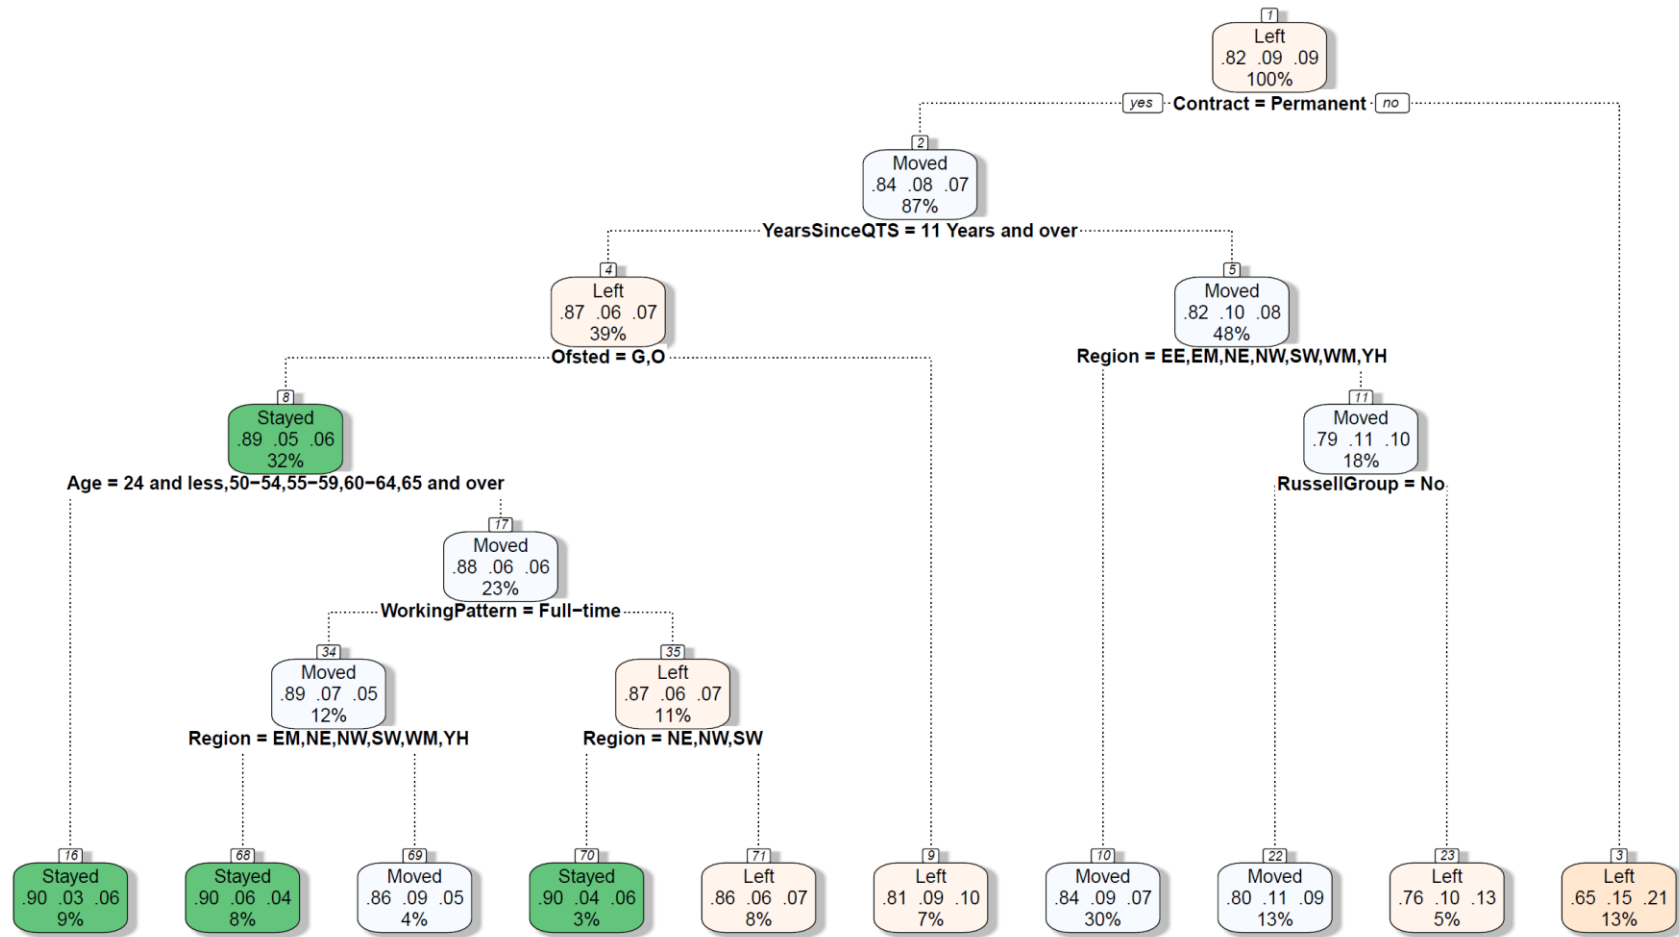 1
Left
.82 .09 .09
100%
yes Contract = Permanent no
2
Moved
.84 .08 .07
87%
YearsSinceQTS = 11 Years and over
4
Left
.87 .06 .07
39%
Ofsted = G,O
5
Moved
.82 .10 .08
48%
Region = EE,EM,NE,NW,SW,WM,YH
8
Stayed
.89 .05 .06
32%
Age = 24 and less,50−54,55−59,60−64,65 and over
11
Moved
.79 .11 .10
18%
RussellGroup = No
17
Moved
.88 .06 .06
23%
WorkingPattern = Full−time
34
Moved
.89 .07 .05
12%
Region = EM,NE,NW,SW,WM,YH
35
Left
.87 .06 .07
11%
Region = NE,NW,SW
16
Stayed
.90 .03 .06
9%
68
Stayed
.90 .06 .04
8%
69
Moved
.86 .09 .05
4%
70
Stayed
.90 .04 .06
3%
71
Left
.86 .06 .07
8%
9
Left
.81 .09 .10
7%
10
Moved
.84 .09 .07
30%
22
Moved
.80 .11 .09
13%
23
Left
.76 .10 .13
5%
3
Left
.65 .15 .21
13%